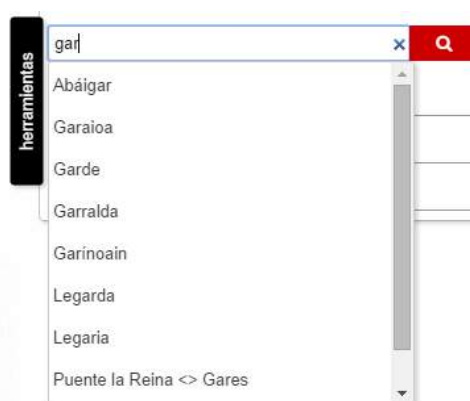 herramientas
gar
Abáigar
Garaioa
Garde
Garralda
Garínoain
Legarda
Legaria
Puente la Reina <> Gares